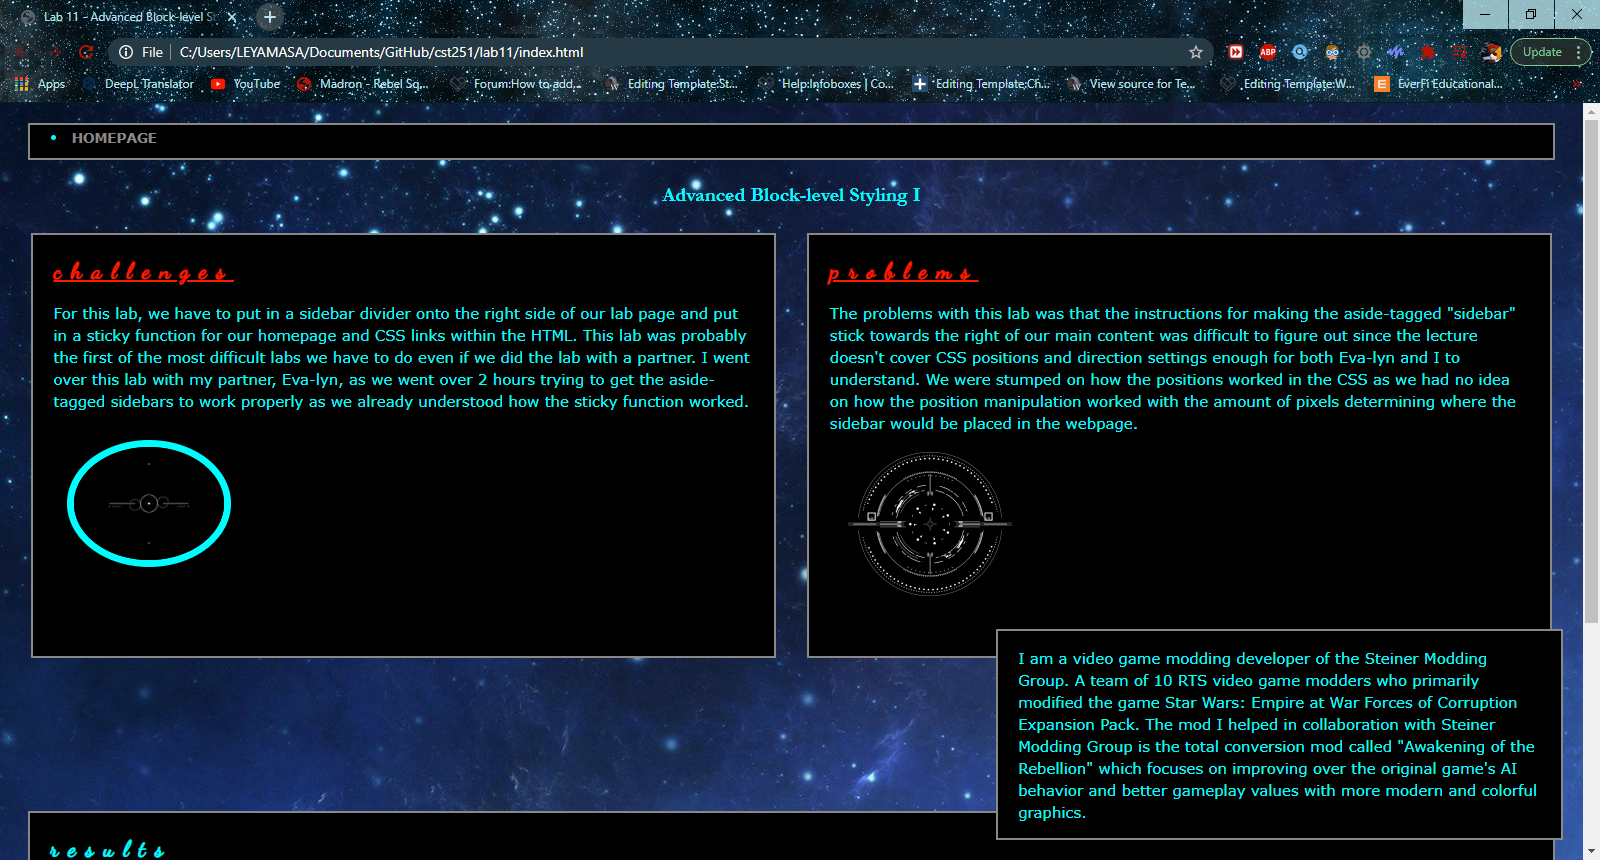 Lab 11 - Advanced Block-level St
File
C:/Users/LEYAMASA/Documents/GitHub/cst251/lab11/index.html
ABP
Update
Apps
DeepL Translator
YouTube
Madron - Rebel Sq...
Forum:How to add...
Editing Template:St...
Help:Infoboxes | Co...
Editing Template:Ch...
View source for Te...
Editing Template:W...
E
EverFi Educational...
HOMEPAGE
Advanced Block-level Styling I
challenges
For this lab, we have to put in a sidebar divider onto the right side of our lab page and put
in a sticky function for our homepage and CSS links within the HTML. This lab was probably
the first of the most difficult labs we have to do even if we did the lab with a partner. I went
over this lab with my partner, Eva-lyn, as we went over 2 hours trying to get the aside-
tagged sidebars to work properly as we already understood how the sticky function worked.
problems
The problems with this lab was that the instructions for making the aside-tagged "sidebar"
stick towards the right of our main content was difficult to figure out since the lecture
doesn't cover CSS positions and direction settings enough for both Eva-lyn and I to
understand. We were stumped on how the positions worked in the CSS as we had no idea
on how the position manipulation worked with the amount of pixels determining where the
sidebar would be placed in the webpage.
I am a video game modding developer of the Steiner Modding
Group. A team of 10 RTS video game modders who primarily
modified the game Star Wars: Empire at War Forces of Corruption
Expansion Pack. The mod I helped in collaboration with Steiner
Modding Group is the total conversion mod called "Awakening of the
Rebellion" which focuses on improving over the original game's AI
behavior and better gameplay values with more modern and colorful
graphics.
results